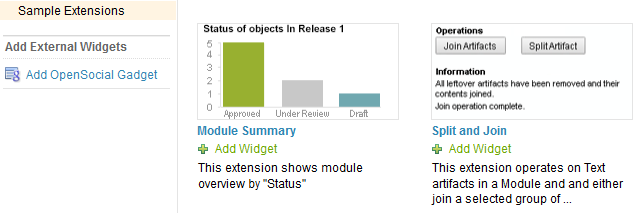 Sample Extensions
Add External Widgets
Add OpenSocial Gadget
Status of objects In Release 1
5
4
3
2
1
0
Approved Under Review Draft
Module Summary
Add Widget
This extension shows module
overview by "Status"
Operations
Join Artifacts Split Artifact
Information
All leftover artifacts have been removed and their
contents joined.
Join operation complete.
Split and Join
Add Widget
This extension operates on Text
artifacts in a Module and and either
join a selected group of ...